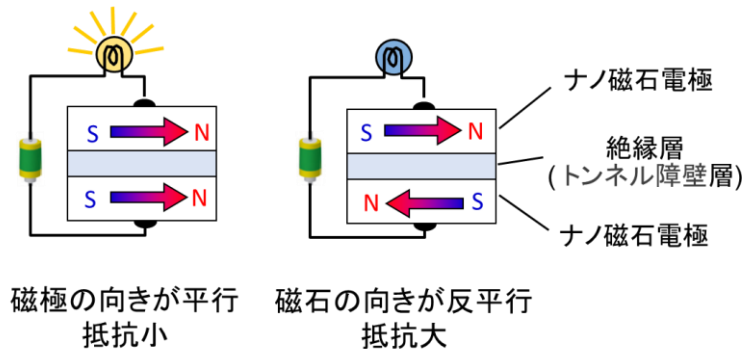 S N
S N
S N
N S
ナノ磁石電極
絶縁層
(トンネル障壁層)
ナノ磁石電極
磁極の向きが平行
抵抗小
磁石の向きが反平行
抵抗大